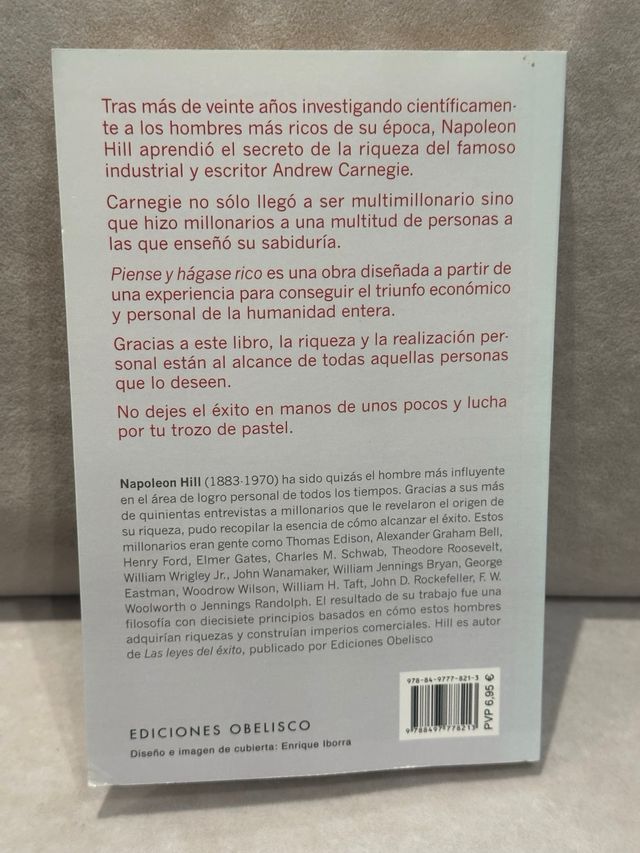 Tras más de veinte años investigando científicamen-
te a los hombres más ricos de su época, Napoleon
Hill aprendió el secreto de la riqueza del famoso
industrial y escritor Andrew Carnegie.
Carnegie no sólo llegó a ser multimillonario sino
que hizo millonarios a una multitud de personas a
las que enseñó su sabiduría.
Piense y hágase rico es una obra diseñada a partir de
una experiencia para conseguir el triunfo económico
y personal de la humanidad entera.
Gracias a este libro, la riqueza y la realización per-
sonal están al alcance de todas aquellas personas
que lo deseen.
No dejes el éxito en manos de unos pocos y lucha
por tu trozo de pastel.
Napoleon Hill (1883-1970) ha sido quizás el hombre más influyente
en el área de logro personal de todos los tiempos. Gracias a sus más
de quinientas entrevistas a millonarios que le revelaron el origen de
su riqueza, pudo recopilar la esencia de cómo alcanzar el éxito. Estos
millonarios eran gente como Thomas Edison, Alexander Graham Bell,
Henry Ford, Elmer Gates, Charles M. Schwab, Theodore Roosevelt,
William Wrigley Jr., John Wanamaker, William Jennings Bryan, George
Eastman, Woodrow Wilson, William H. Taft, John D. Rockefeller, F. W.
Woolworth o Jennings Randolph. El resultado de su trabajo fue una
filosofía con diecisiete principios basados en cómo estos hombres
adquirían riquezas y construían imperios comerciales. Hill es autor
de Las leyes del éxito, publicado por Ediciones Obelisco
978-84-9777-821-3
9 788497 778213
PVP 6,95 €
EDICIONES OBELISCO
Diseño e imagen de cubierta: Enrique Iborra